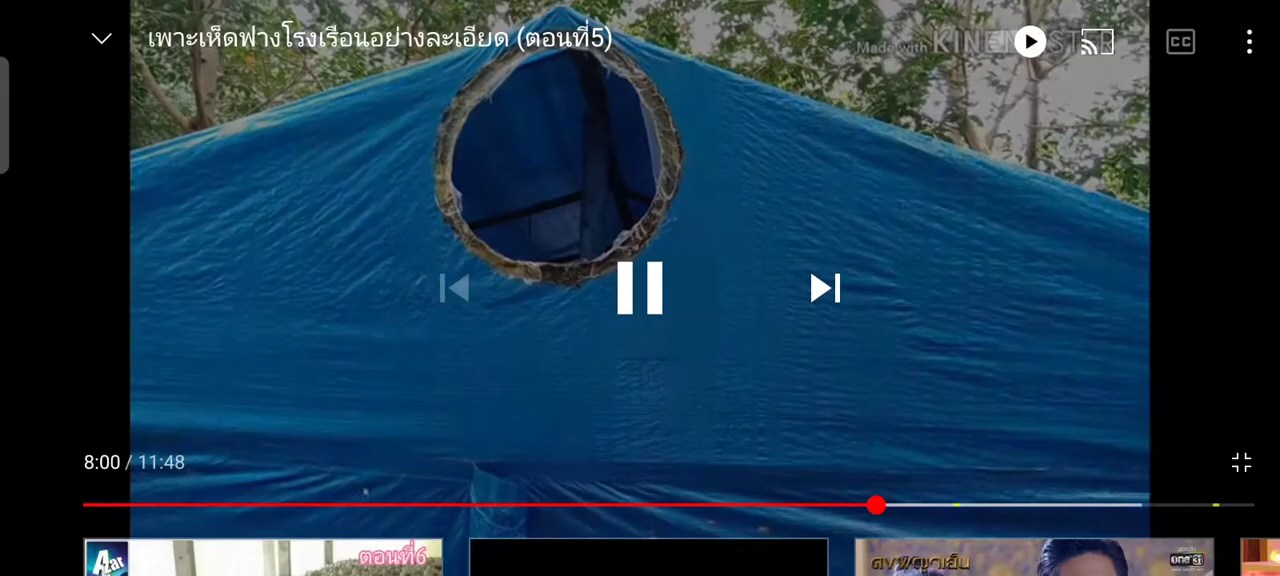 เพาะเห็ดฟางโรงเรือนอย่างละเอียด (ตอนที่5)
Made with
CC
8:00 / 11:48
Azar
ตอนที่6
one31